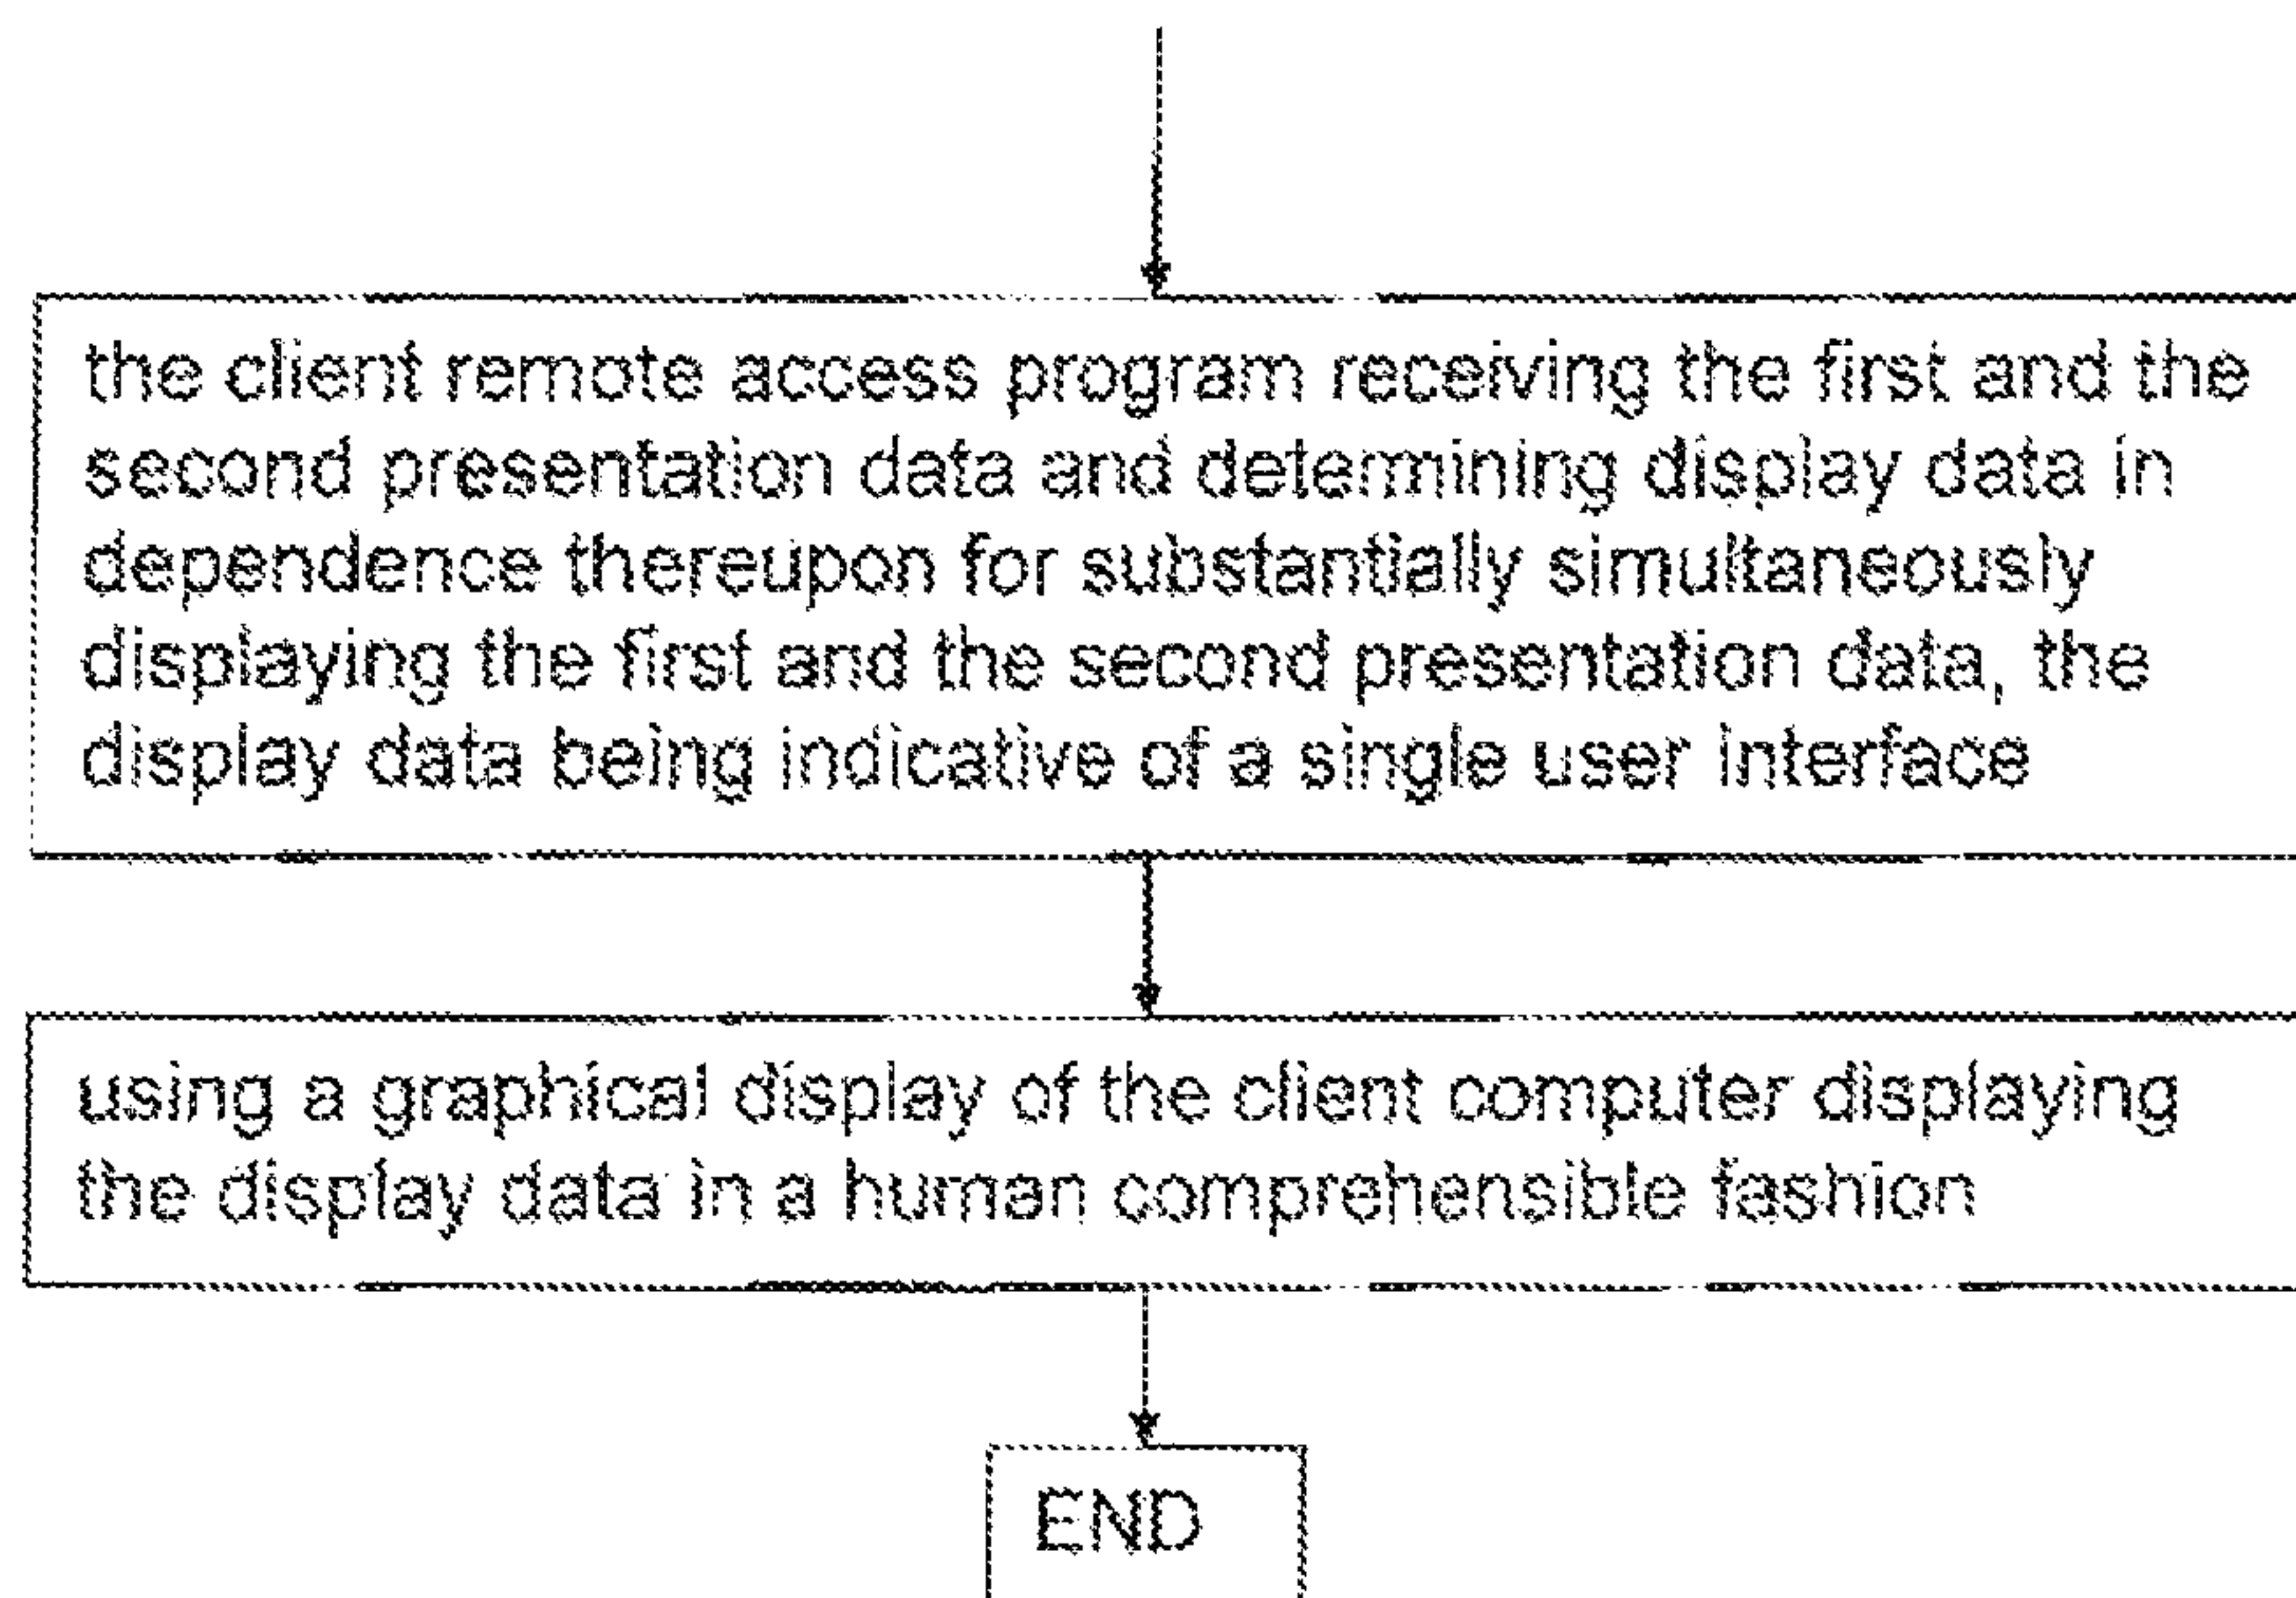 the client remote access program receiving the first and the
second presentation data and determining display data in
dependence thereupon for substantially simultaneously
displaying the first and the second presentation data, the
display data being indicative of a single user interface
using a graphical display of the client computer displaying
the display data in a human comprehensible fashion
END